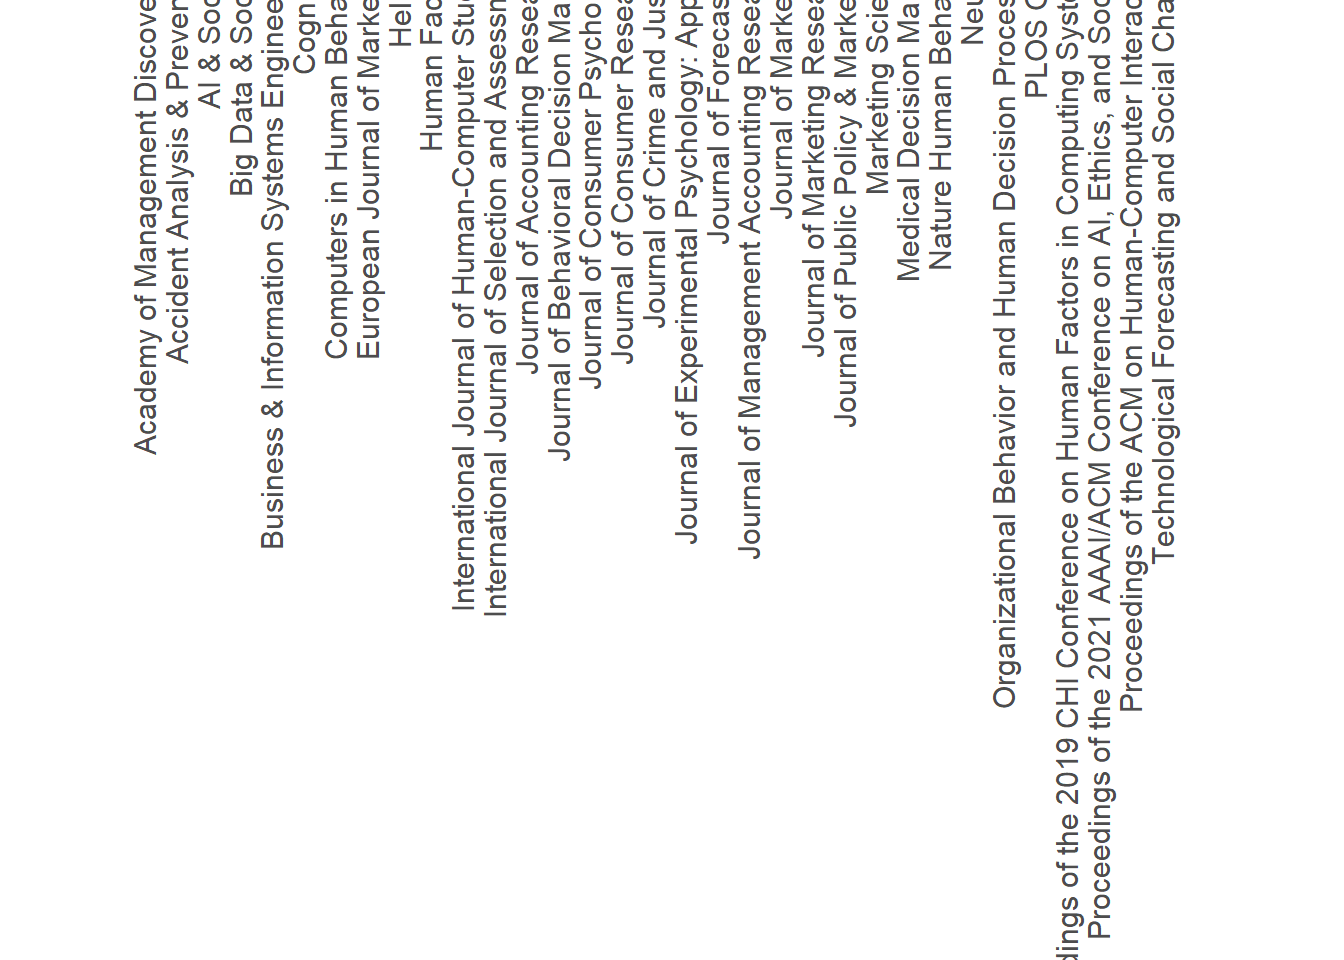 Academy of Management Discove
Accident Analysis & Preven
AI & Soc
Big Data & Soc
Business & Information Systems Enginee
Cogn
Computers in Human Beha
European Journal of Marke
Hel
Human Fac
International Journal of Human-Computer Stud
International Journal of Selection and Assessm
Journal of Accounting Resea
Journal of Behavioral Decision Ma
Journal of Consumer Psycho
Journal of Consumer Resea
Journal of Crime and Jus
Journal of Experimental Psychology: App
Journal of Forecas
Journal of Management Accounting Resea
Journal of Marke
Journal of Marketing Resea
Journal of Public Policy & Marke
Marketing Scie
Medical Decision Ma
Nature Human Beha
Neu
Organizational Behavior and Human Decision Proces
PLOS O
dings of the 2019 CHI Conference on Human Factors in Computing Syste
Proceedings of the 2021 AAAI/ACM Conference on AI, Ethics, and Soc
Proceedings of the ACM on Human-Computer Interac
Technological Forecasting and Social Cha